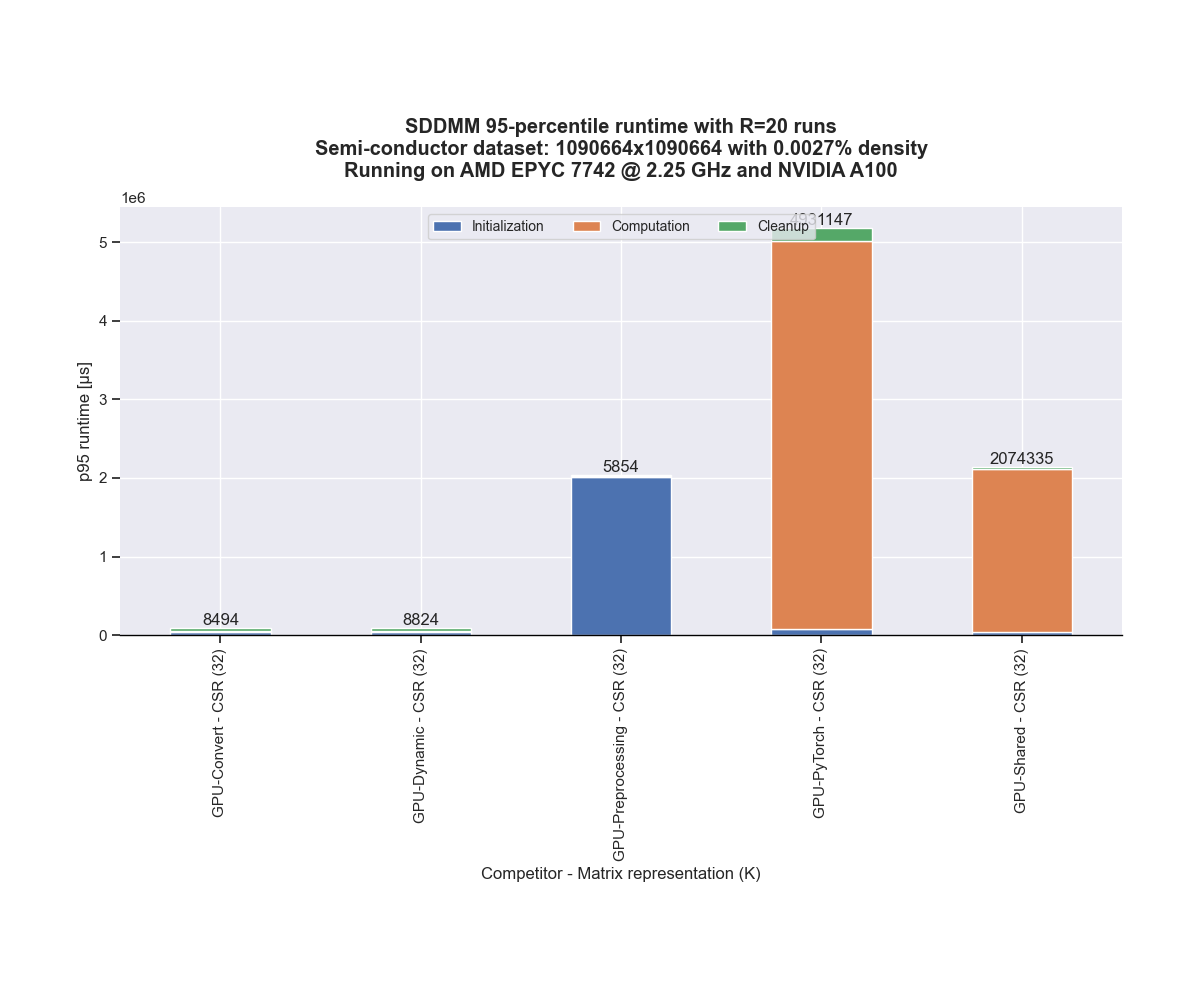 SDDMM 95-percentile runtime with R=20 runs
Semi-conductor dataset: 1090664x1090664 with 0.0027% density
Running on AMD EPYC 7742 @ 2.25 GHz and NVIDIA A100
1e6
Initialization
Computation
Cleanup
4931147
5
4
3
2
1
0
p95 runtime [μs]
8494
8824
5854
2074335
GPU-Convert - CSR (32)
GPU-Dynamic - CSR (32)
GPU-Preprocessing - CSR (32)
GPU-PyTorch - CSR (32)
GPU-Shared - CSR (32)
Competitor - Matrix representation (K)